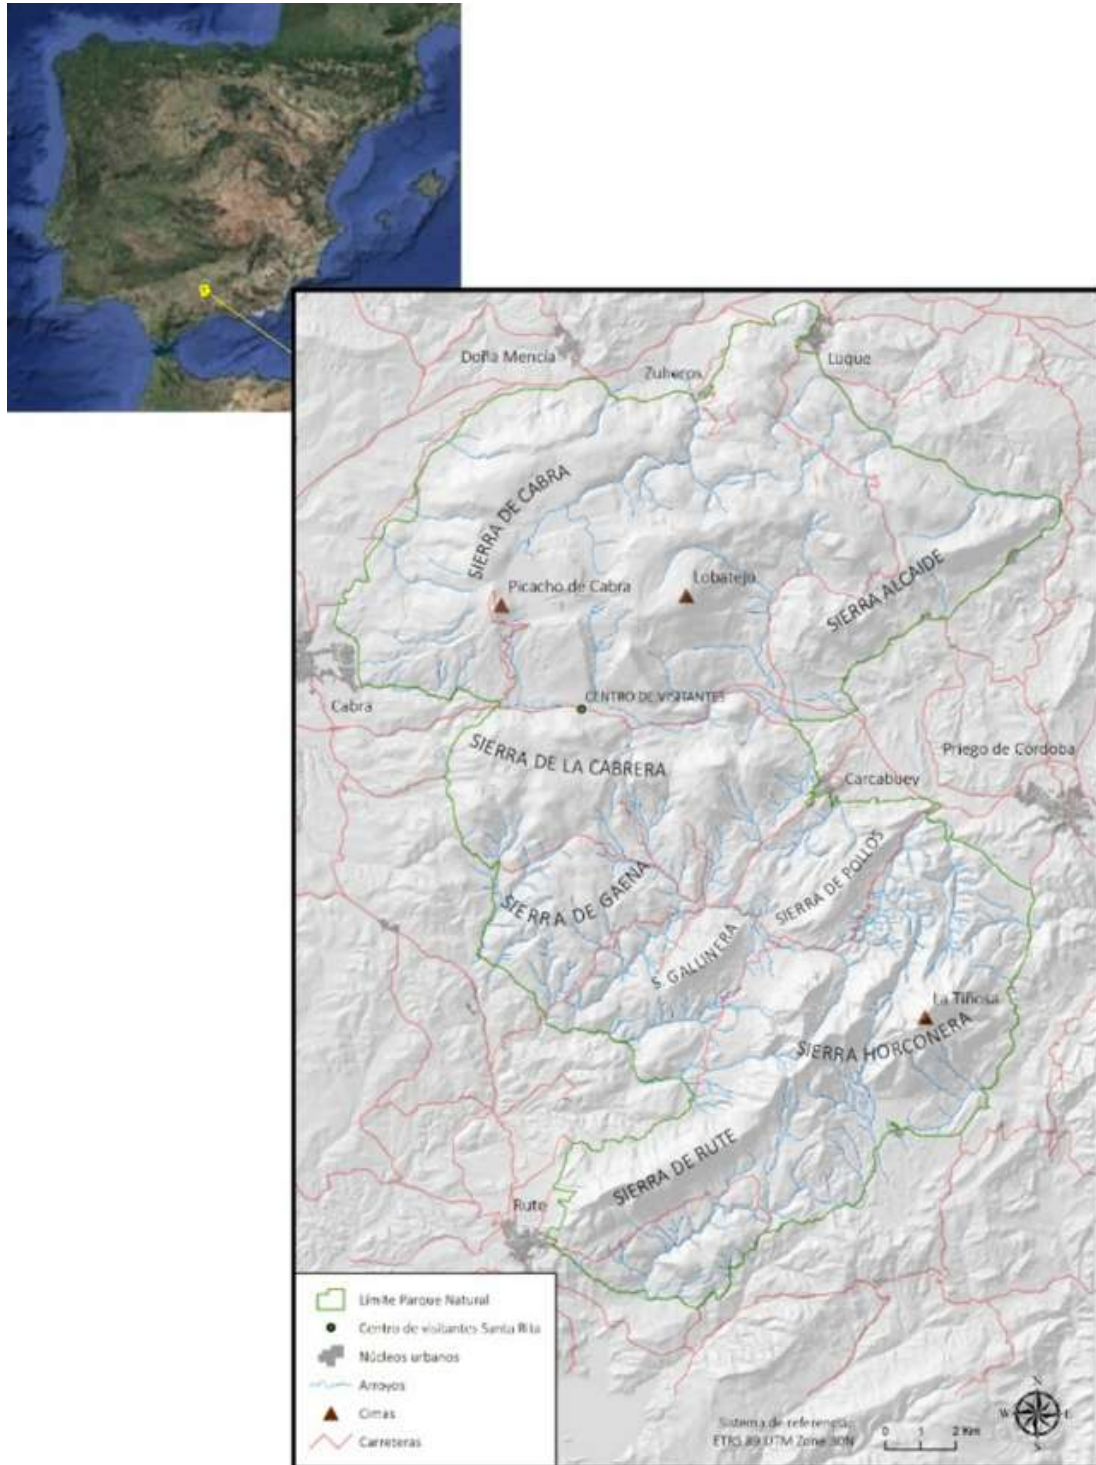 Doña Mencía
Luque
Zuheros
SIERRA DE CABRA
Picacho de Cabra
Lobatejo
SIERRA ALCAIDE
CENTRO DE VISITANTES
Cabra
SIERRA DE LA CABRERA
Priego de Córdoba
Carcabuey
SIERRA DE POLLOS
SIERRA DE GAENA
S. GALLINERA
La Tiñosa
SIERRA HORCONERA
SIERRA DE RUTE
Rute
Límite Parque Natural
Centro de visitantes Santa Rita
Núcleos urbanos
Arroyos
Cimas
Carreteras
Sistema de referencia
ETRS 89 UTM Zone 30N
0 1 2 Km
N
W E
S